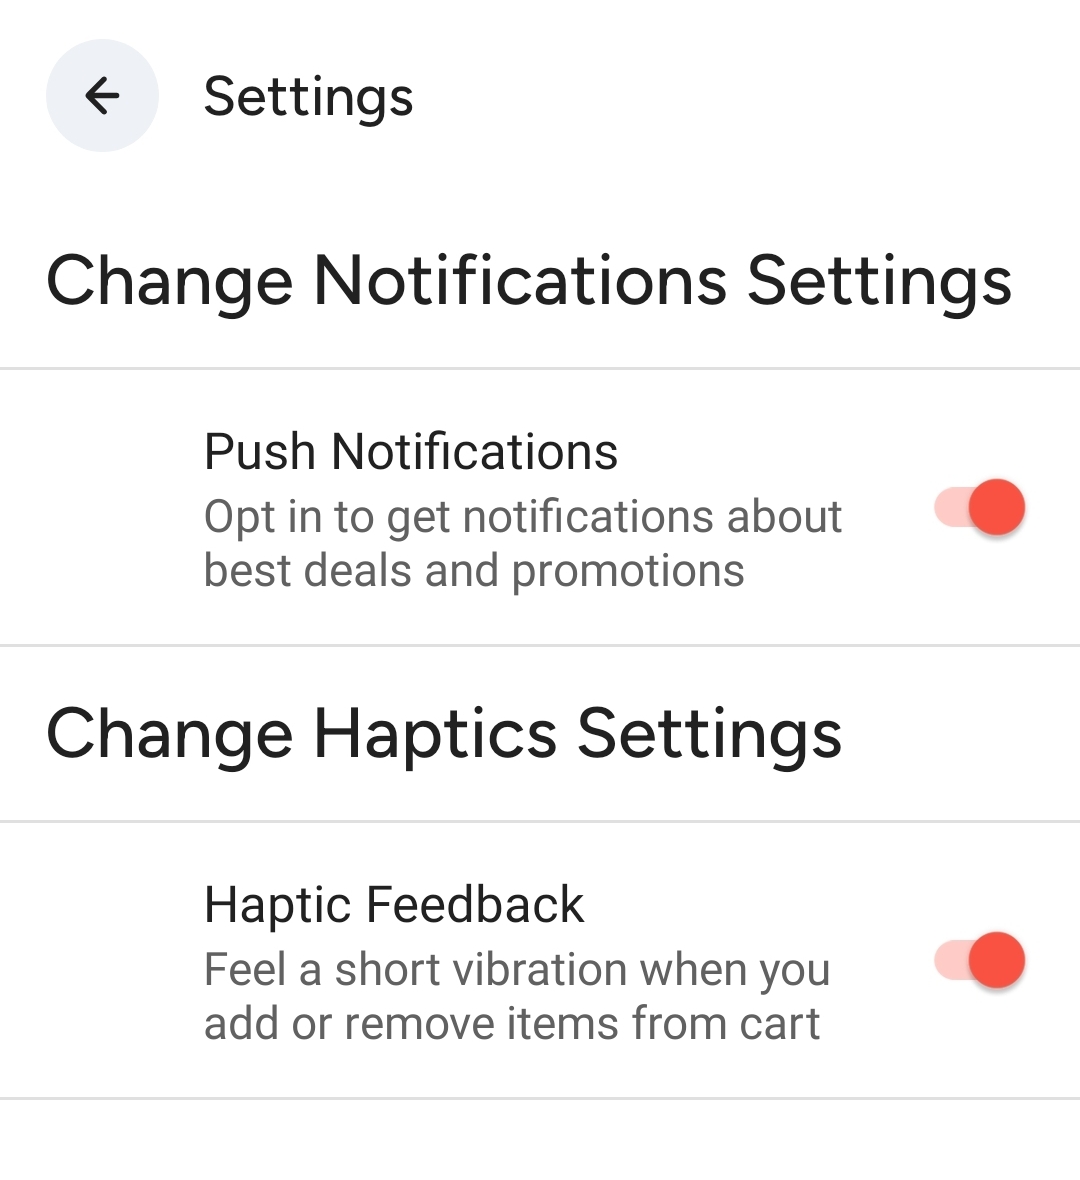 Settings
Change Notifications Settings
Push Notifications
Opt in to get notifications about
best deals and promotions
Change Haptics Settings
Haptic Feedback
Feel a short vibration when you
add or remove items from cart